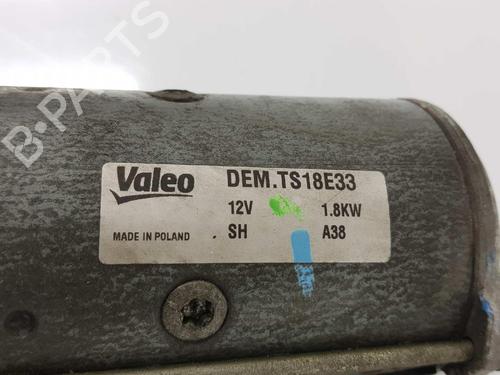 B-PARTS
Valeo DEM.TS18E33
12V 1.8KW
MADE IN POLAND SH A38